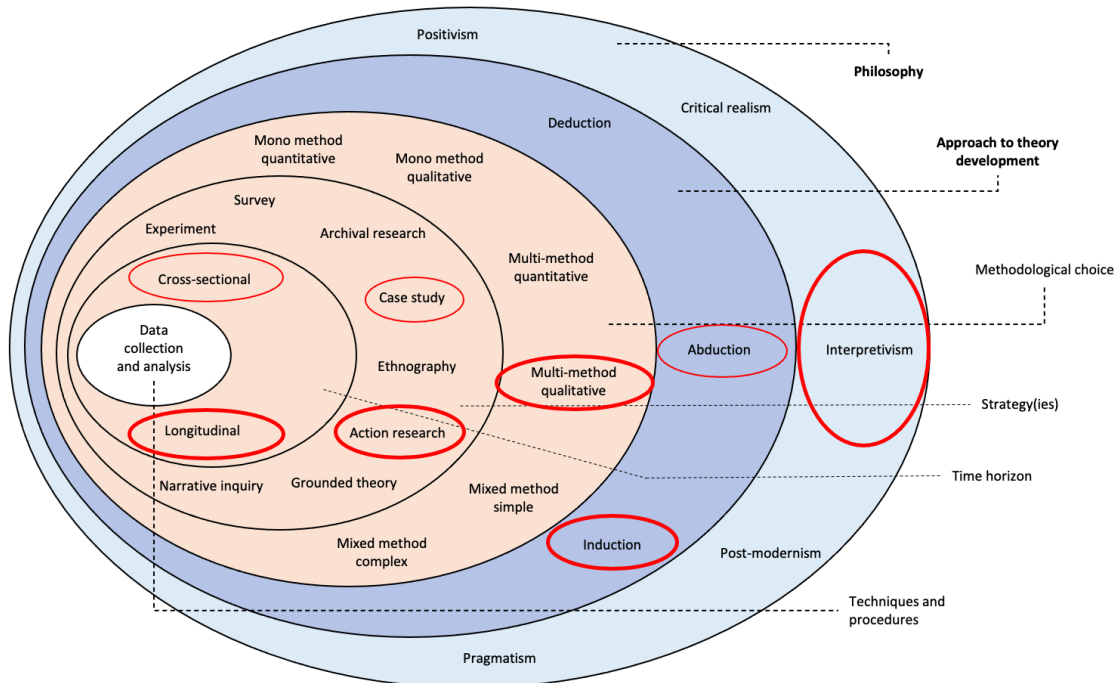 Positivism
Philosophy
Critical realism
Deduction
Approach to theory
development
Mono method
quantitative
Mono method
qualitative
Survey
Experiment
Archival research
Multi-method
quantitative
Methodological choice
Cross-sectional
Case study
Data
collection
and analysis
Abduction
Interpretivism
Ethnography
Multi-method
qualitative
Strategy(ies)
Longitudinal
Action research
Time horizon
Narrative inquiry
Grounded theory
Mixed method
simple
Induction
Mixed method
complex
Post-modernism
Techniques and
procedures
Pragmatism